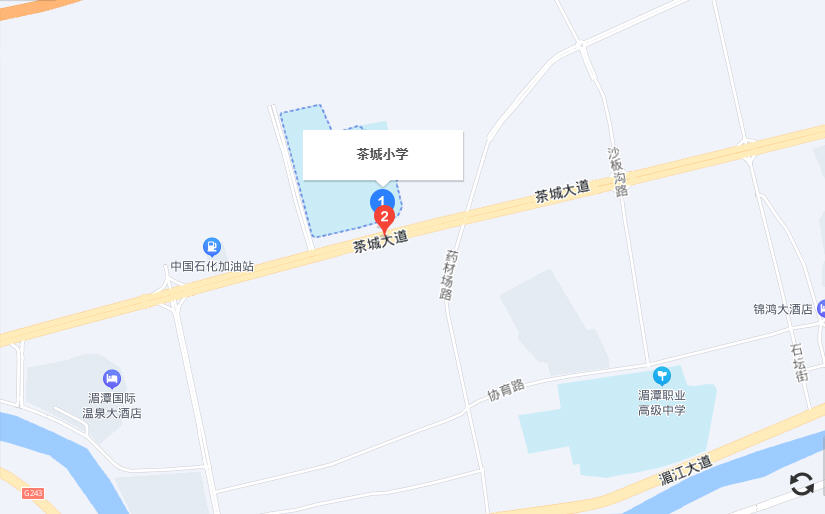 茶城小学
1
2
沙板沟路
茶城大道
茶城大道
药材场路
中国石化加油站
锦鸿大酒店
石坛街
湄潭国际
温泉大酒店
协育路
湄潭职业
高级中学
湄江大道
G243